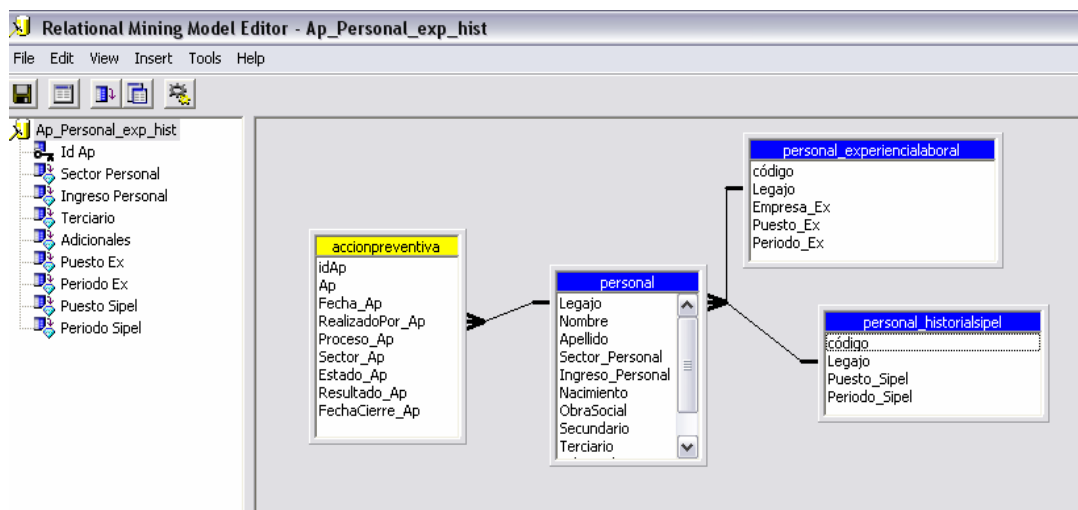 Relational Mining Model Editor - Ap_Personal_exp_hist
File Edit View Insert Tools Help
Ap_Personal_exp_hist
Id Ap
Sector Personal
Ingreso Personal
Terciario
Adicionales
Puesto Ex
Periodo Ex
Puesto Sipel
Periodo Sipel
accionpreventiva
idAp
Ap
Fecha_Ap
RealizadoPor_Ap
Proceso_Ap
Sector_Ap
Estado_Ap
Resultado_Ap
FechaCierre_Ap
personal
Legajo
Nombre
Apellido
Sector_Personal
Ingreso_Personal
Nacimiento
ObraSocial
Secundario
Terciario
personal_experiencialaboral
código
Legajo
Empresa_Ex
Puesto_Ex
Periodo_Ex
personal_historialsipel
código
Legajo
Puesto_Sipel
Periodo_Sipel